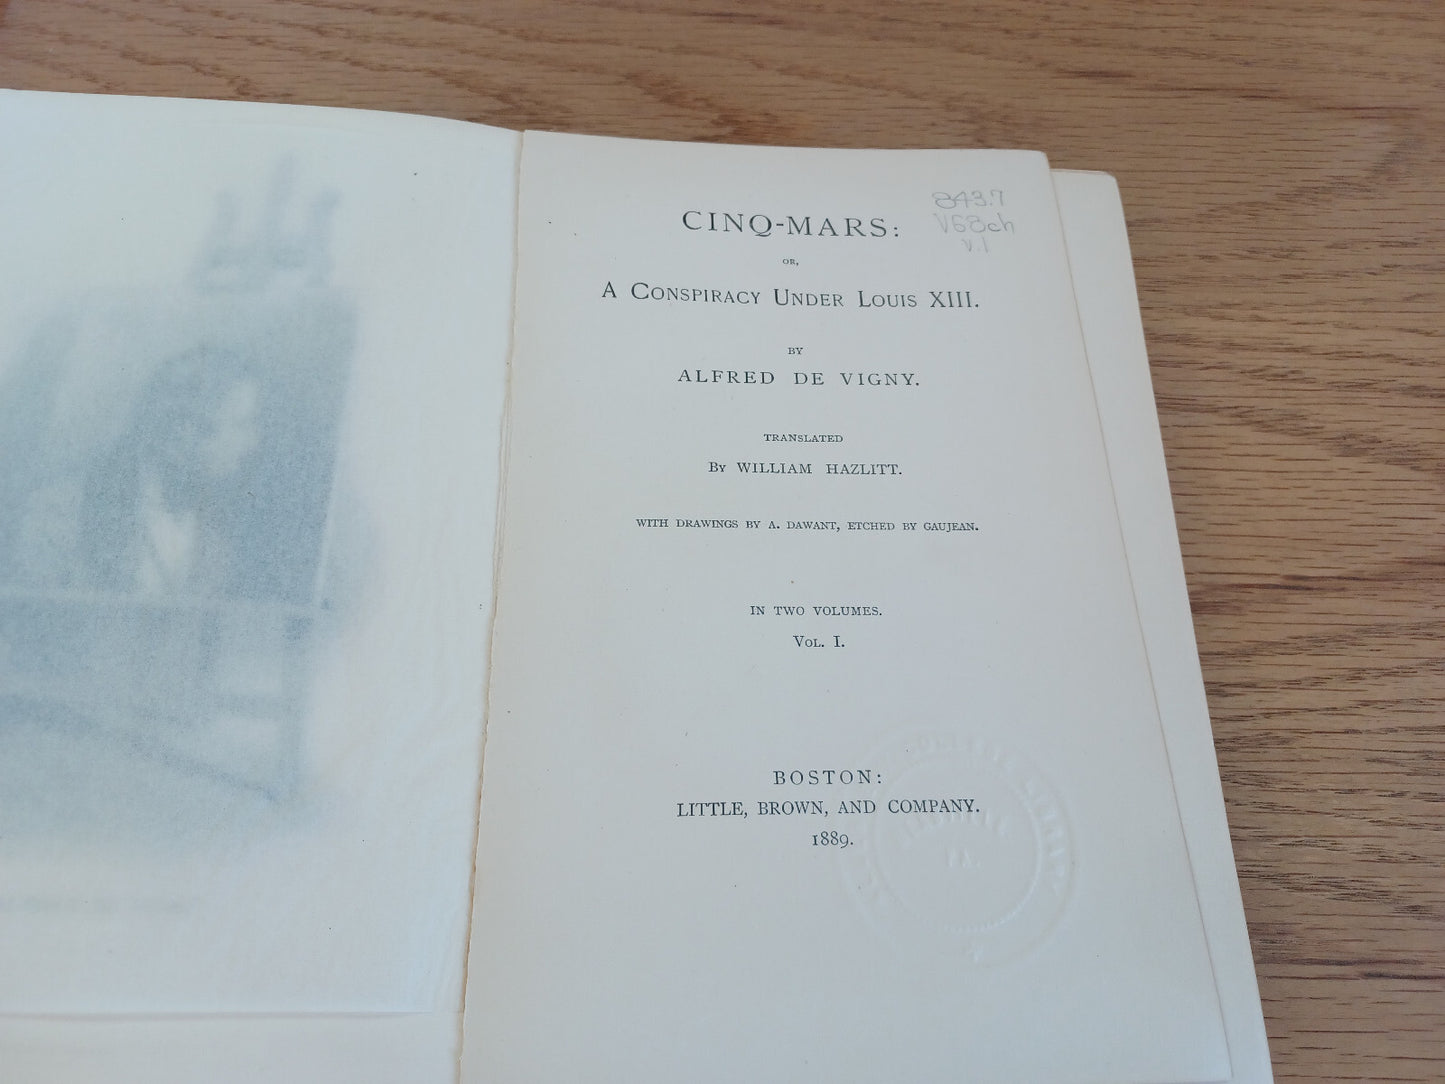 843.7
V68ch
v.1
CINQ-MARS:
OR,
A CONSPIRACY UNDER LOUIS XIII.
BY
ALFRED DE VIGNY.
TRANSLATED
BY WILLIAM HAZLITT.
WITH DRAWINGS BY A. DAWANT, ETCHED BY GAUJEAN.
IN TWO VOLUMES.
VOL. I.
BOSTON:
LITTLE, BROWN, AND COMPANY.
1889.